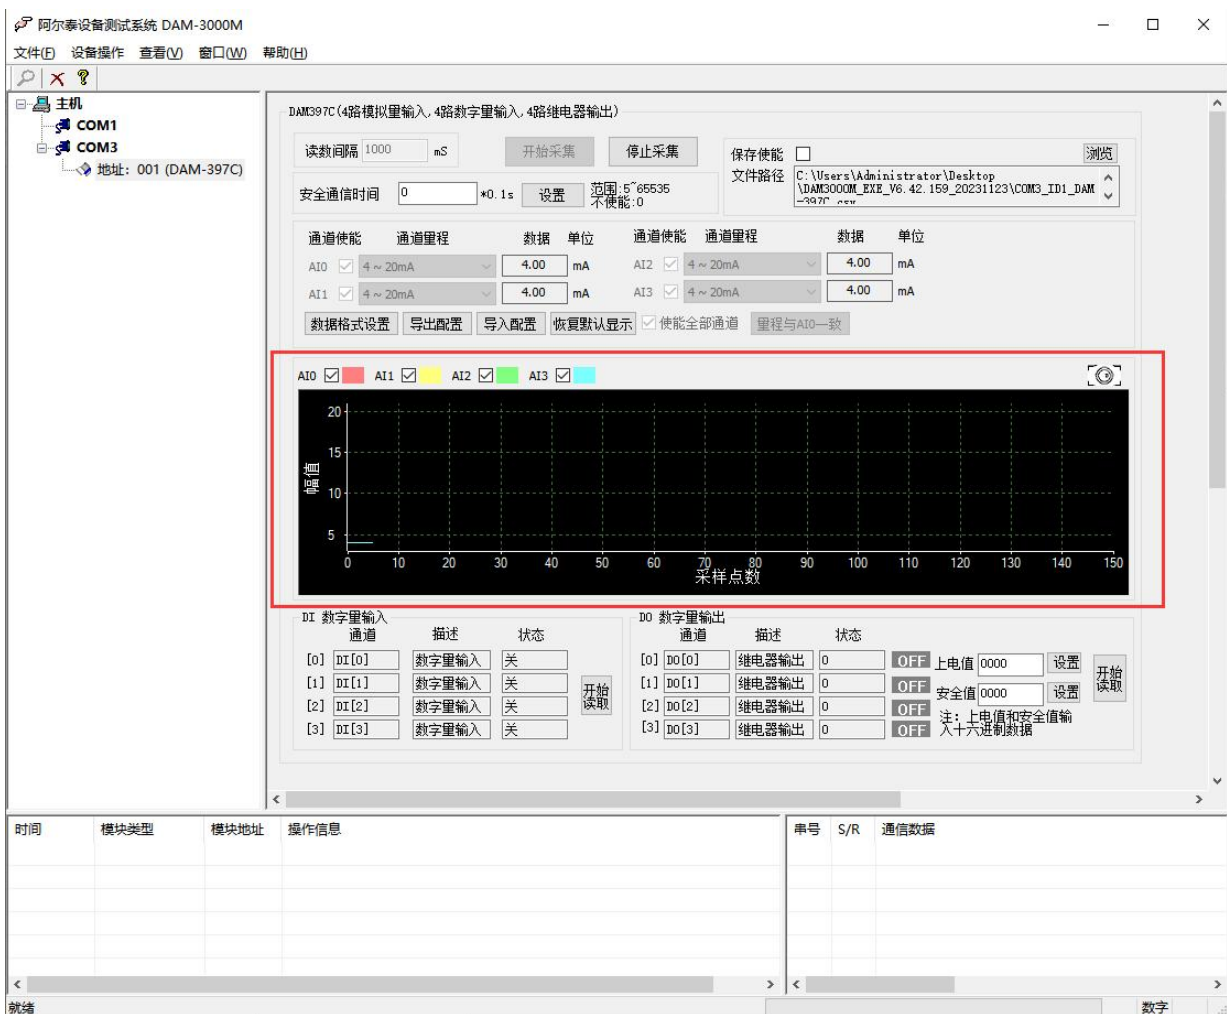 阿尔泰设备测试系统 DAM-3000M
文件(F) 设备操作 查看(V) 窗口(W) 帮助(H)
主机
COM1
COM3
地址：001 (DAM-397C)
DAM397C(4路模拟量输入,4路数字量输入,4路继电器输出)
读数间隔 1000 mS 开始采集 停止采集
保存使能 浏览
文件路径 C:\Users\Administrator\Desktop
\DAM3000M_EXE_V6.42.159_20231123\COM3_ID1_DAM
-397C.csv
安全通信时间 0 *0.1s 设置 范围:5~65535
不使能:0
通道使能 通道量程 数据 单位 通道使能 通道量程 数据 单位
AI0 4～20mA 4.00 mA AI2 4～20mA 4.00 mA
AI1 4～20mA 4.00 mA AI3 4～20mA 4.00 mA
数据格式设置 导出配置 导入配置 恢复默认显示 使能全部通道 量程与AI0一致
AI0 AI1 AI2 AI3
20
15
10
5
幅值
0 10 20 30 40 50 60 70 80 90 100 110 120 130 140 150
采样点数
DI 数字量输入
通道 描述 状态
[0] DI[0] 数字量输入 关
[1] DI[1] 数字量输入 关
[2] DI[2] 数字量输入 关
[3] DI[3] 数字量输入 关
开始
读取
DO 数字量输出
通道 描述 状态
[0] DO[0] 继电器输出 0 OFF
[1] DO[1] 继电器输出 0 OFF
[2] DO[2] 继电器输出 0 OFF
[3] DO[3] 继电器输出 0 OFF
上电值 0000 设置
安全值 0000 设置
注：上电值和安全值输
入十六进制数据
开始
读取
时间 模块类型 模块地址 操作信息
串号 S/R 通信数据
就绪
数字